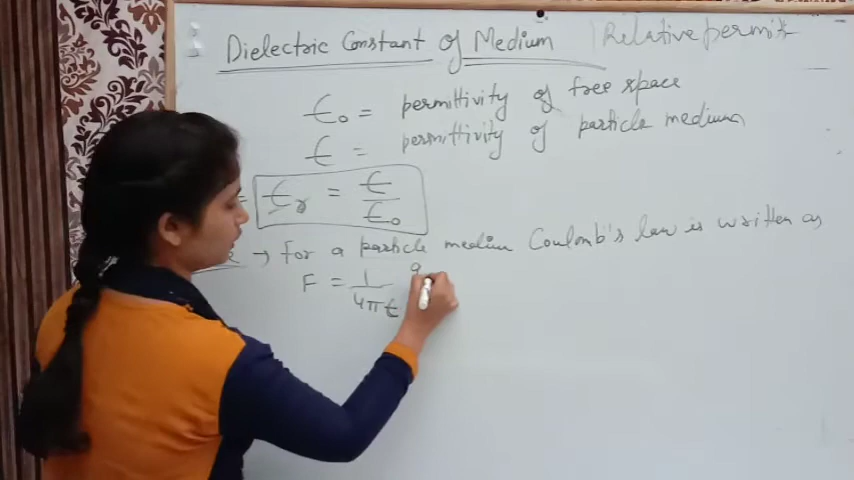 Dielectric Constant of Medium (Relative permit
ϵ₀ = permittivity of free space
ϵ = permittivity of particle medium
= ϵr = ϵ/ϵ₀
→ for a particle medium Coulomb's law is written as
F = 1/4πϵ q